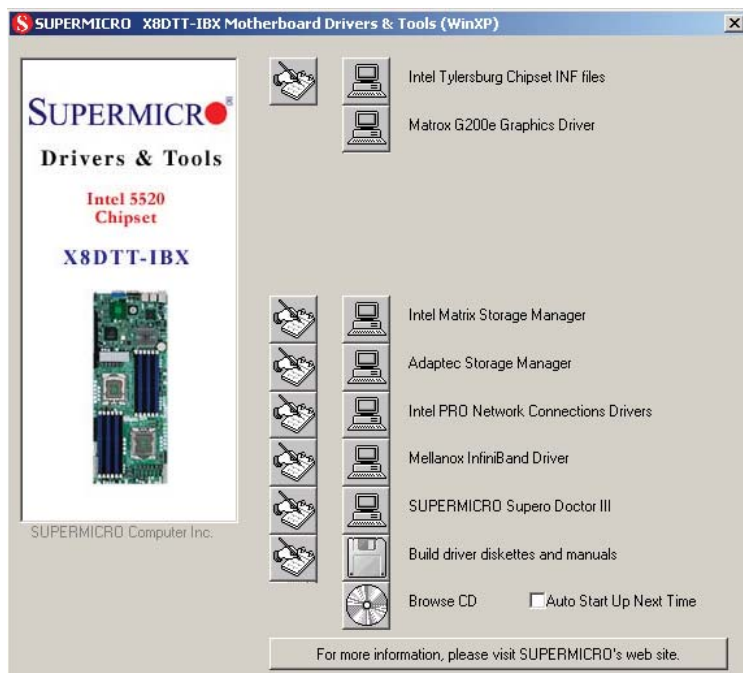 SUPERMICRO X8DTT-IBX Motherboard Drivers & Tools (WinXP)
SUPERMICRO®
Drivers & Tools
Intel 5520
Chipset
X8DTT-IBX
SUPERMICRO Computer Inc.
Intel Tylersburg Chipset INF files
Matrox G200e Graphics Driver
Intel Matrix Storage Manager
Adaptec Storage Manager
Intel PRO Network Connections Drivers
Mellanox InfiniBand Driver
SUPERMICRO Supero Doctor III
Build driver diskettes and manuals
Browse CD
Auto Start Up Next Time
For more information, please visit SUPERMICRO's web site.